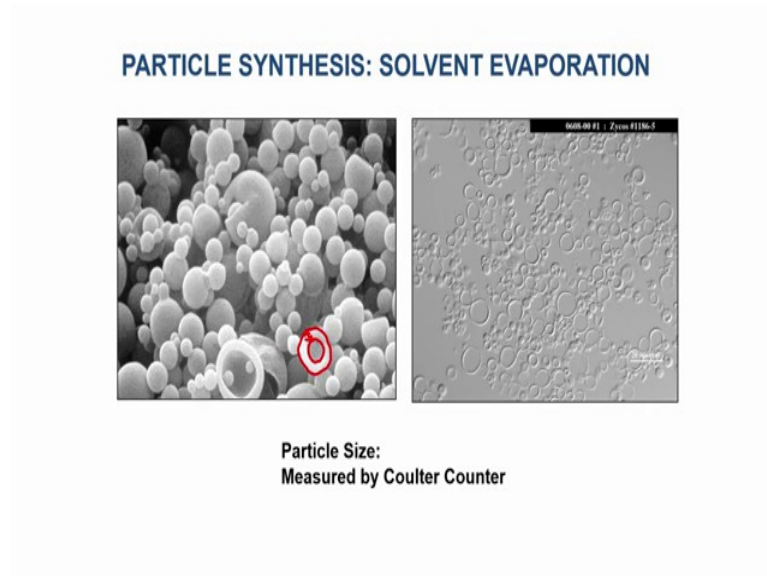 PARTICLE SYNTHESIS: SOLVENT EVAPORATION
0608-00 #1 : Zycos #1186-5
Particle Size:
Measured by Coulter Counter